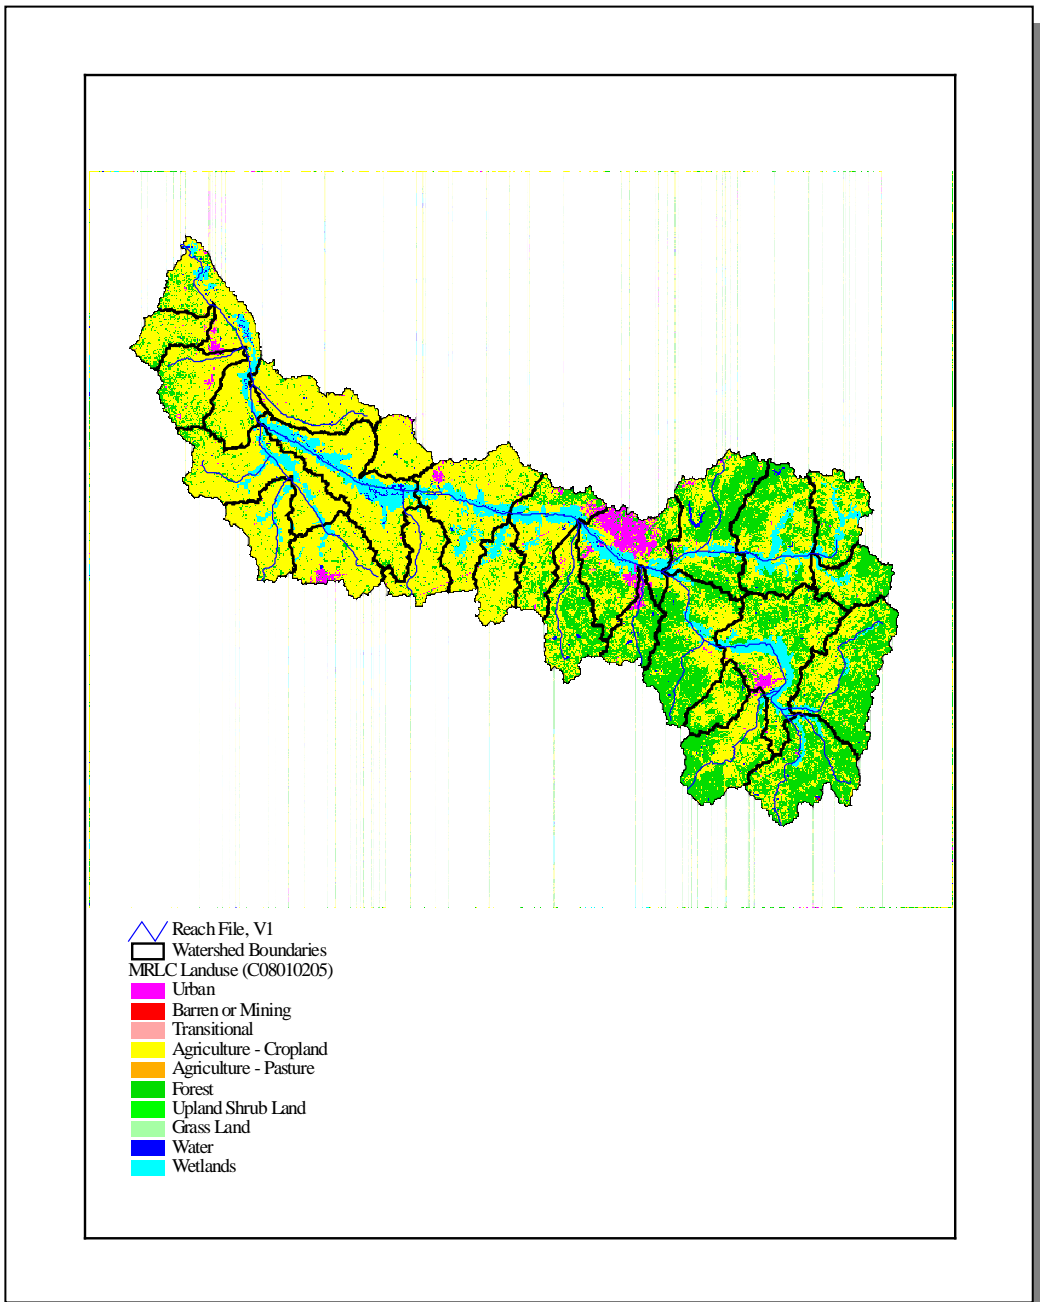 Reach File, V1
Watershed Boundaries
MRLC Landuse (C08010205)
Urban
Barren or Mining
Transitional
Agriculture - Cropland
Agriculture - Pasture
Forest
Upland Shrub Land
Grass Land
Water
Wetlands